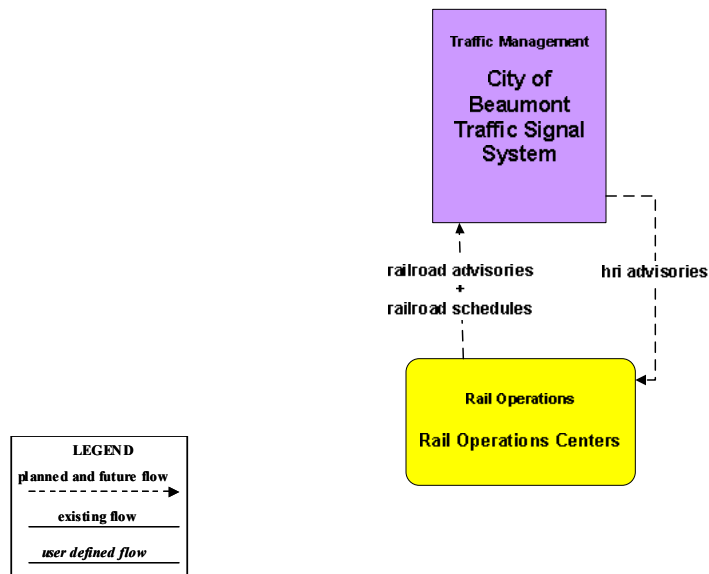 Traffic Management
City of
Beaumont
Traffic Signal
System
railroad advisories
+
railroad schedules
hri advisories
Rail Operations
Rail Operations Centers
LEGEND
planned and future flow
existing flow
user defined flow